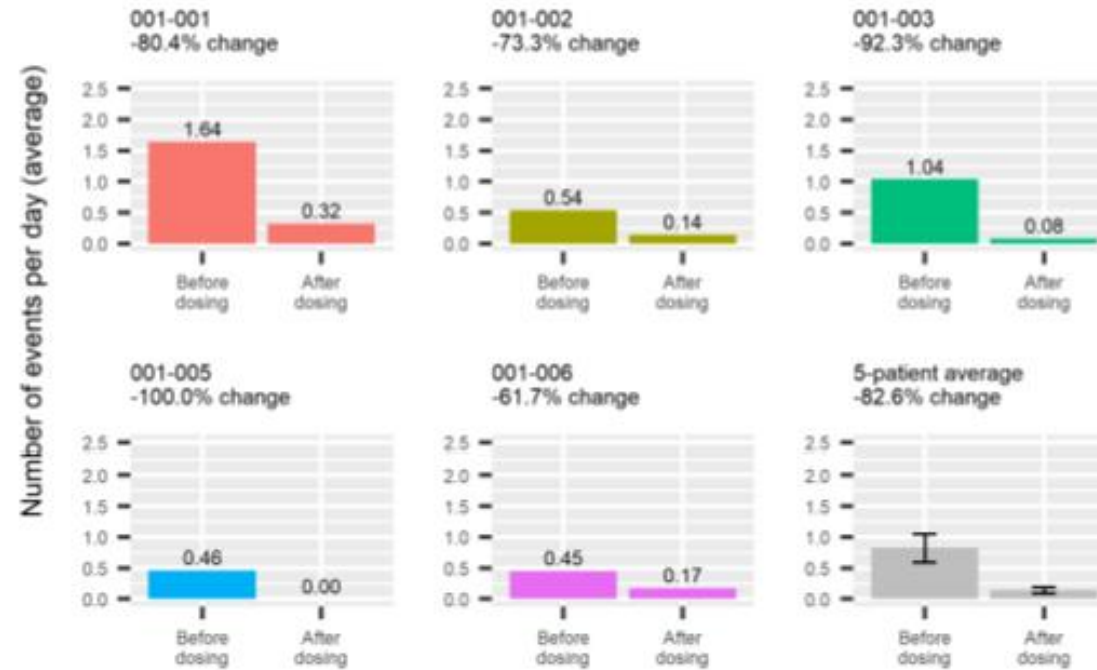 001-001
-80.4% change
001-002
-73.3% change
001-003
-92.3% change
Number of events per day (average)
2.5
2.0
1.5
1.0
0.5
0.0
1.64
0.32
Before
dosing
After
dosing
2.5
2.0
1.5
1.0
0.5
0.0
0.54
0.14
Before
dosing
After
dosing
2.5
2.0
1.5
1.0
0.5
0.0
1.04
0.08
Before
dosing
After
dosing
001-005
-100.0% change
001-006
-61.7% change
5-patient average
-82.6% change
2.5
2.0
1.5
1.0
0.5
0.0
0.46
0.00
Before
dosing
After
dosing
2.5
2.0
1.5
1.0
0.5
0.0
0.45
0.17
Before
dosing
After
dosing
2.5
2.0
1.5
1.0
0.5
0.0
Before
dosing
After
dosing